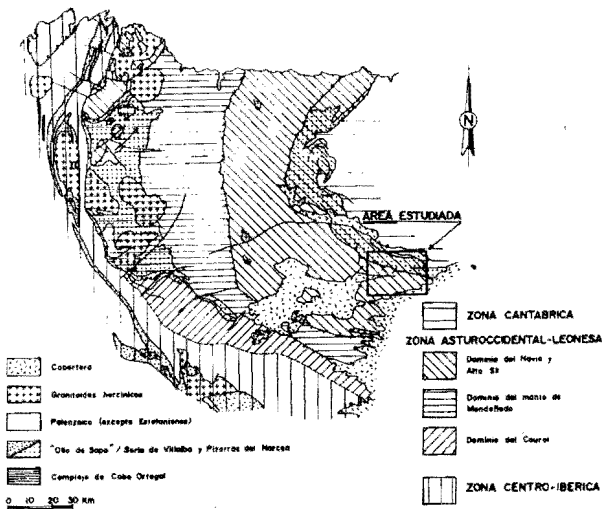 N
AREA ESTUDIADA
ZONA CANTABRICA
ZONA ASTUROCCIDENTAL-LEONESA
Dominio del Navia y
Alto Sil
Dominio del manto de
Mondoñedo
Dominio del Courel
ZONA CENTRO-IBERICA
Cobertera
Granitoides hercínicos
Paleozoico (excepto Estefaniense)
"Ollo de Sapo" / Serie de Villalba y Pizarras del Narcea
Complejo de Cabo Ortegal
0 10 20 30 Km